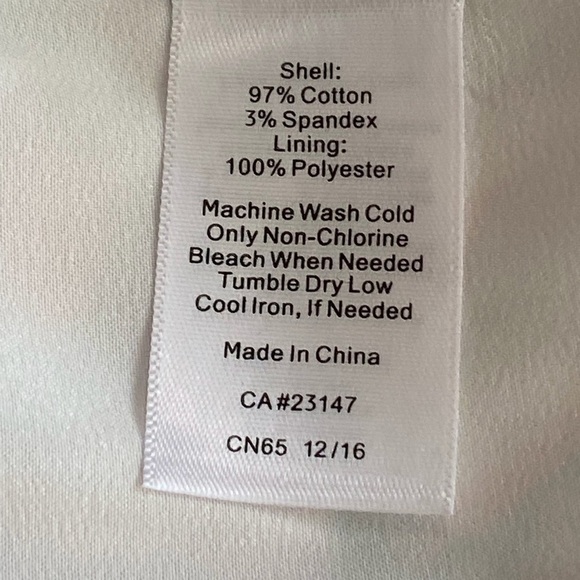 Shell:
97% Cotton
3% Spandex
Lining:
100% Polyester
Machine Wash Cold
Only Non-Chlorine
Bleach When Needed
Tumble Dry Low
Cool Iron, If Needed
Made In China
CA#23147
CN65 12/16